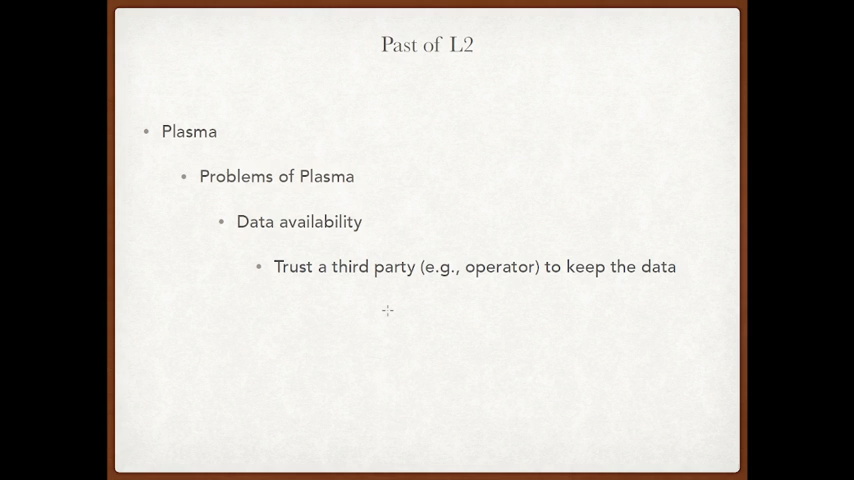 Past of L2
• Plasma
• Problems of Plasma
• Data availability
• Trust a third party (e.g., operator) to keep the data